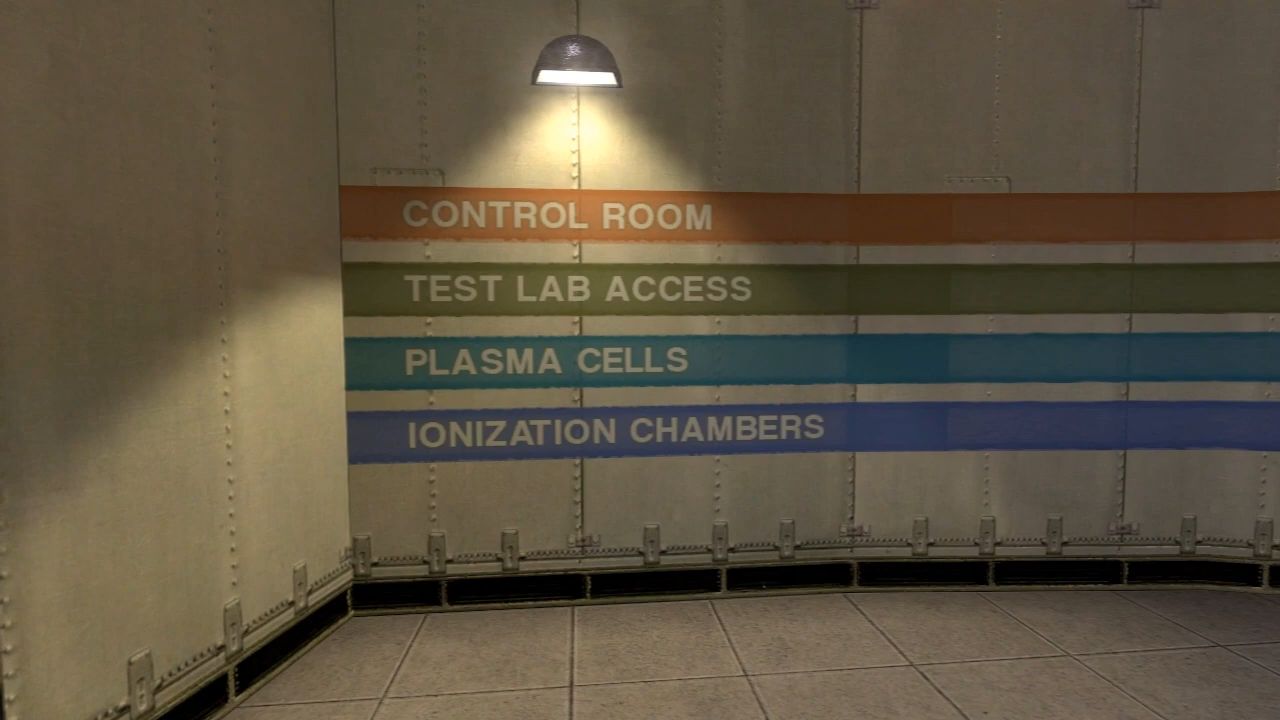 CONTROL ROOM
TEST LAB ACCESS
PLASMA CELLS
IONIZATION CHAMBERS